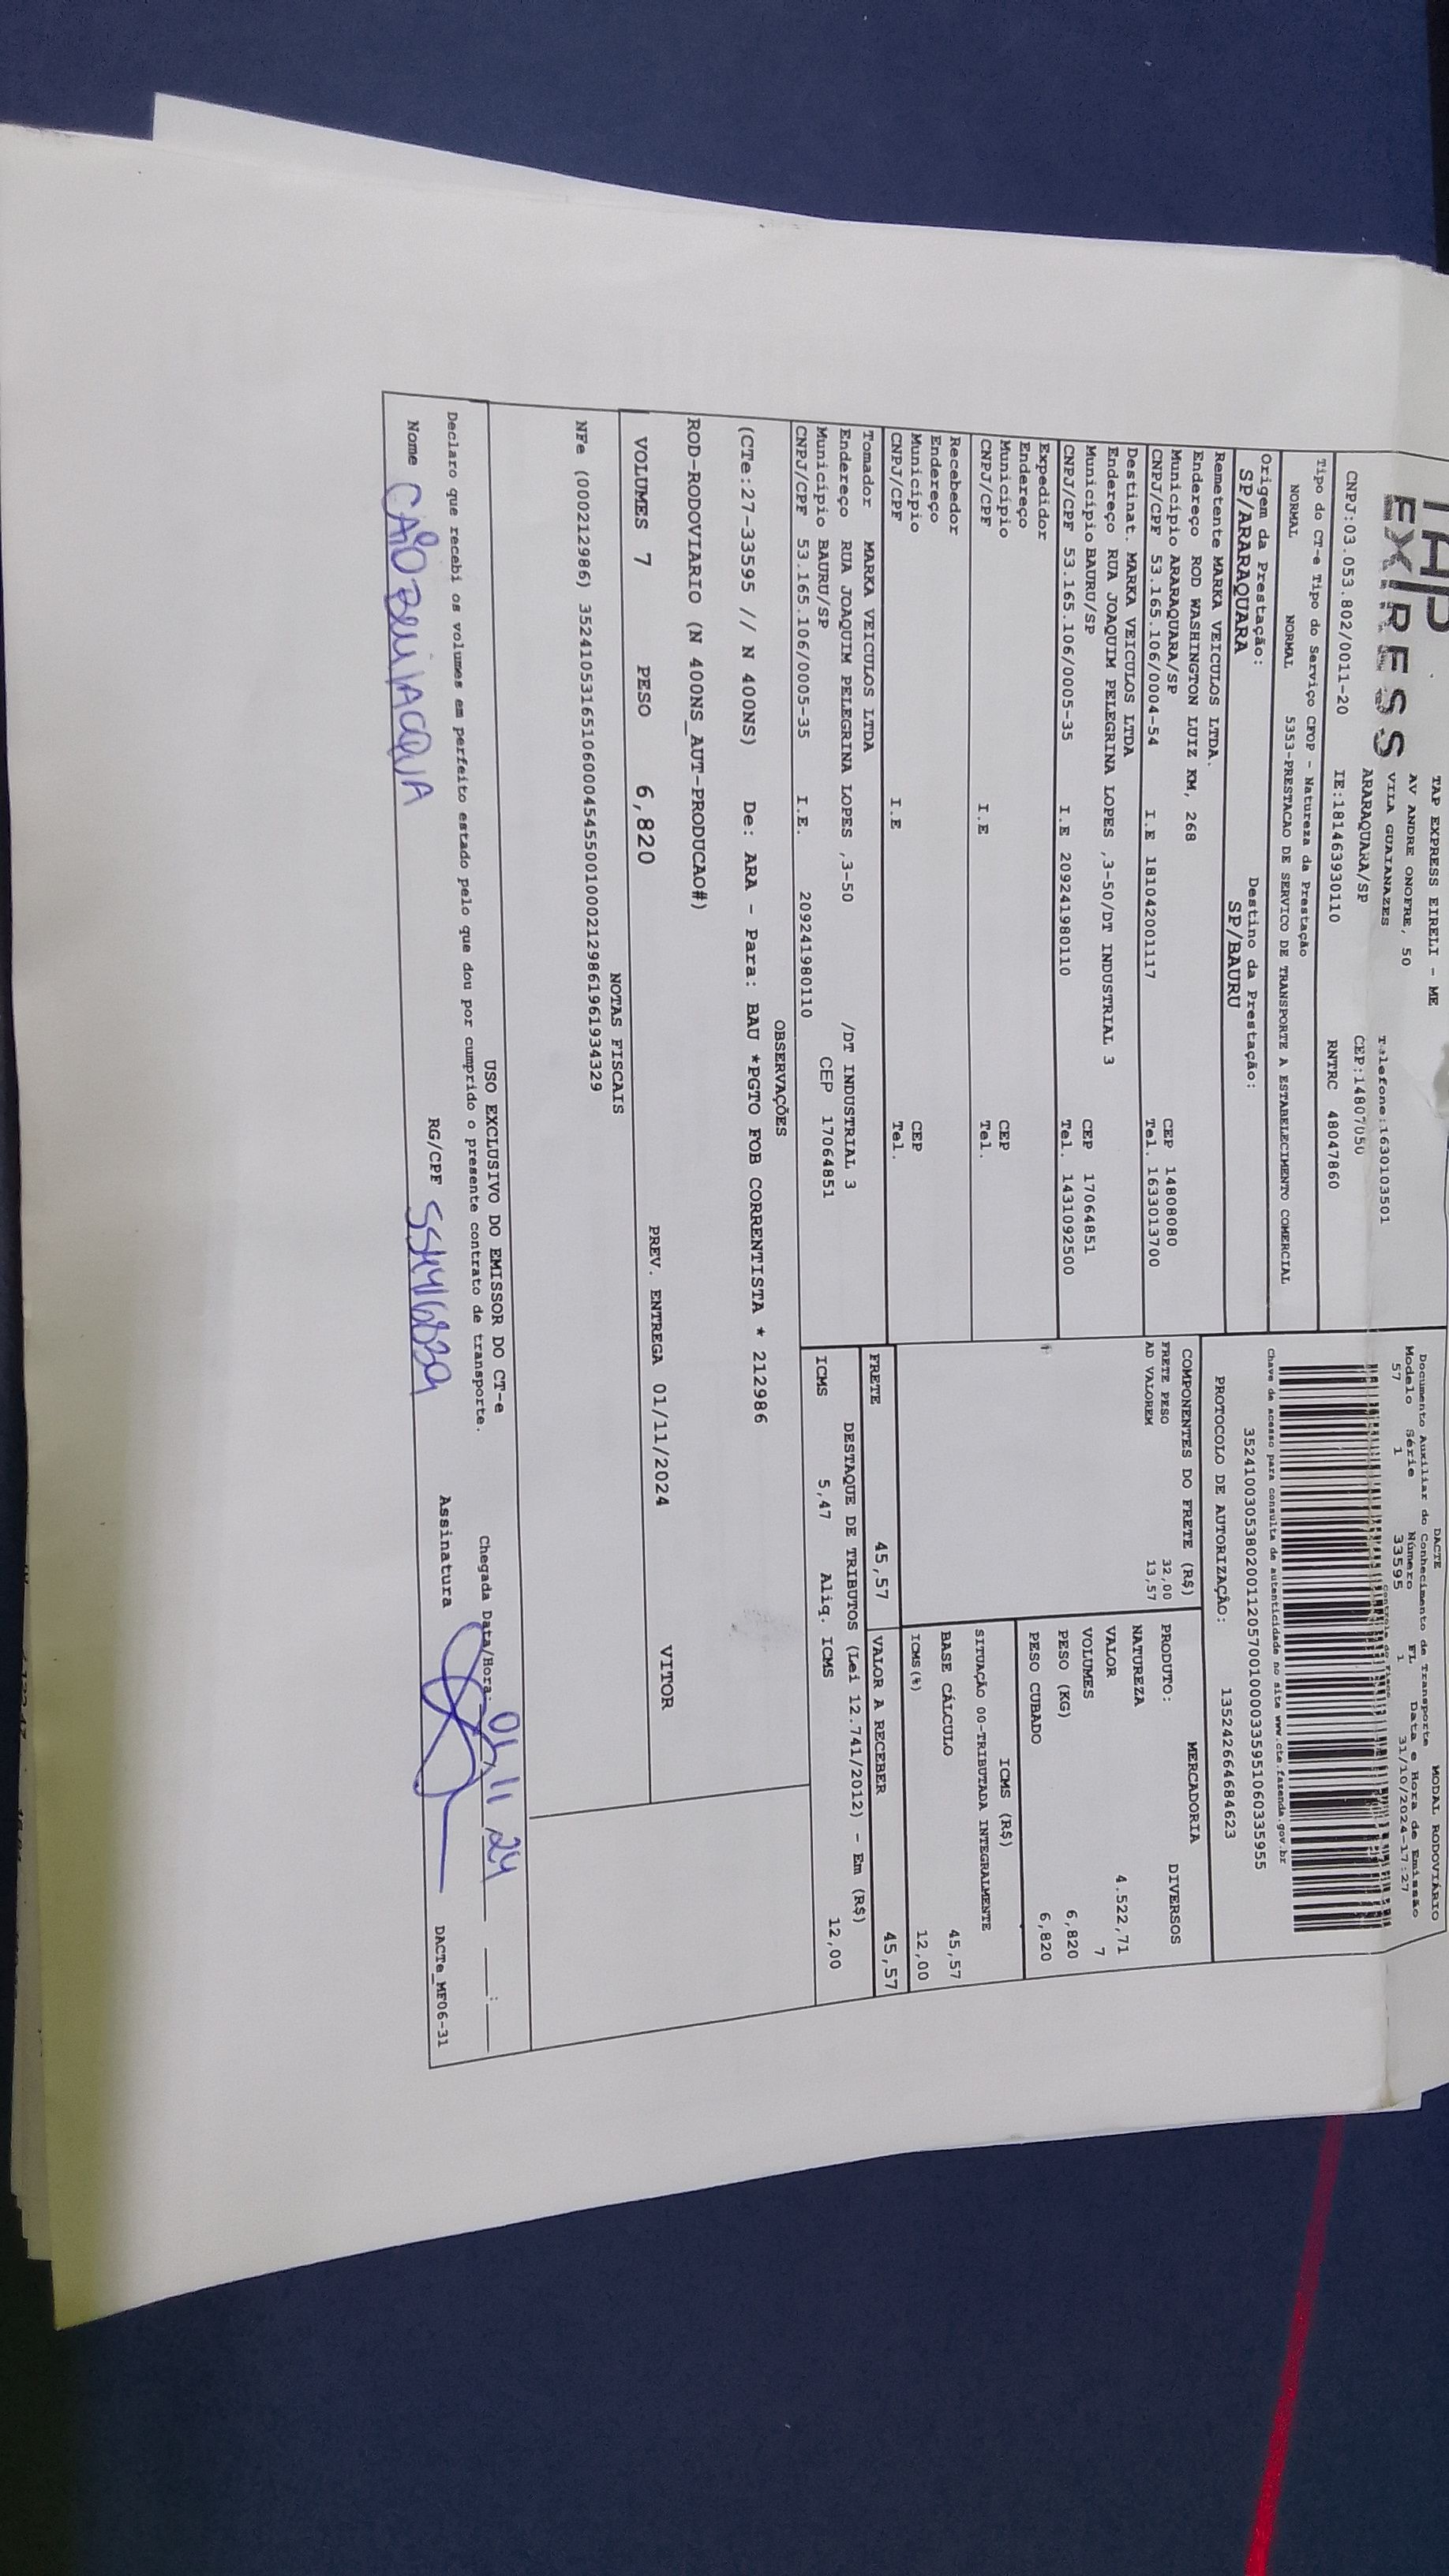 TAP
EXPRESS
TAP EXPRESS EIRELI - ME
AV ANDRE ONOFRE, 50
VILA GUAIANAZES Telefone:1630103501
ARARAQUARA/SP CEP:14807050
CNPJ:03.053.802/0011-20 IE:181463930110 RNTRC 48047860
DACTE MODAL RODOVIÁRIO
Documento Auxiliar do Conhecimento de Transporte
Modelo Série Número FL Data e Hora de Emissão
57 1 33595 1 31/10/2024-17:27
Tipo do CT-e Tipo do Serviço CFOP - Natureza da Prestação
NORMAL NORMAL 5353-PRESTACAO DE SERVICO DE TRANSPORTE A ESTABELECIMENTO COMERCIAL
Chave de acesso para consulta de autenticidade no site www.cte.fazenda.gov.br
35241003053802001120570010000335951060335955
Origem da Prestação: Destino da Prestação:
SP/ARARAQUARA SP/BAURU
PROTOCOLO DE AUTORIZAÇÃO: 135242664684623
Remetente MARKA VEICULOS LTDA.
Endereço ROD WASHINGTON LUIZ KM, 268
Município ARARAQUARA/SP CEP 14808080
CNPJ/CPF 53.165.106/0004-54 I.E 181042001117 Tel. 1633013700
Destinat. MARKA VEICULOS LTDA
Endereço RUA JOAQUIM PELEGRINA LOPES ,3-50/DT INDUSTRIAL 3
Município BAURU/SP CEP 17064851
CNPJ/CPF 53.165.106/0005-35 I.E 209241980110 Tel. 1431092500
Expedidor
Endereço
Município CEP
CNPJ/CPF I.E Tel.
Recebedor
Endereço
Município CEP
CNPJ/CPF I.E Tel.
Tomador MARKA VEICULOS LTDA
Endereço RUA JOAQUIM PELEGRINA LOPES ,3-50 /DT INDUSTRIAL 3
Município BAURU/SP CEP 17064851
CNPJ/CPF 53.165.106/0005-35 I.E. 209241980110
COMPONENTES DO FRETE (R$)
FRETE PESO 32,00
AD VALOREM 13,57
MERCADORIA
PRODUTO: DIVERSOS
NATUREZA
VALOR 4.522,71
VOLUMES 7
PESO (KG) 6,820
PESO CUBADO 6,820
ICMS (R$)
SITUAÇÃO 00-TRIBUTADA INTEGRALMENTE
BASE CÁLCULO 45,57
ICMS(%) 12,00
FRETE 45,57 VALOR A RECEBER 45,57
DESTAQUE DE TRIBUTOS (Lei 12.741/2012) - Em (R$)
ICMS 5,47 Aliq. ICMS 12,00
OBSERVAÇÕES
(CTe:27-33595 // N 400NS) De: ARA - Para: BAU *PGTO FOB CORRENTISTA * 212986
ROD-RODOVIARIO (N 400NS_AUT-PRODUCAO#)
VOLUMES 7 PESO 6,820 PREV. ENTREGA 01/11/2024 VITOR
NOTAS FISCAIS
NFe (000212986) 35241053165106000454550010002129861961934329
USO EXCLUSIVO DO EMISSOR DO CT-e
Declaro que recebi os volumes em perfeito estado pelo que dou por cumprido o presente contrato de transporte.
Chegada Data/Hora: 01 11 24 ___:___
Nome RG/CPF Assinatura
DACTe_MF06-31